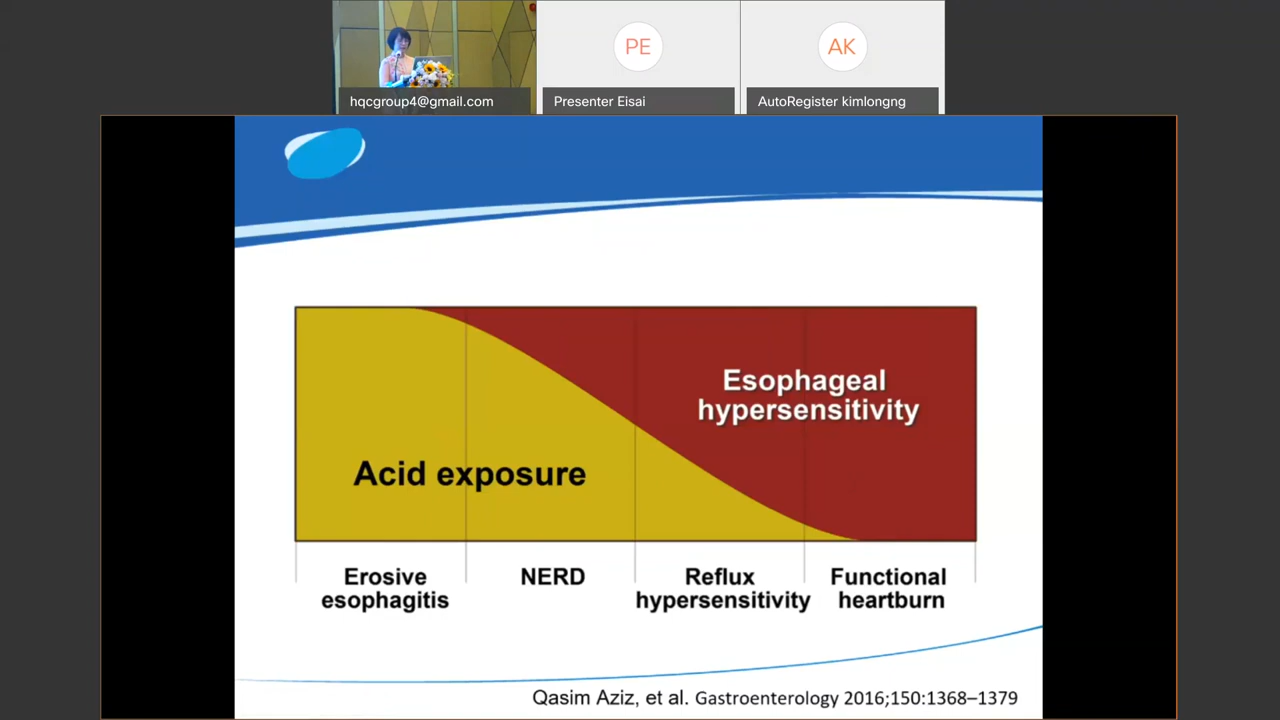 PE
AK
hqcgroup4@gmail.com
Presenter Eisai
AutoRegister kimlongng
Esophageal
hypersensitivity
Acid exposure
Erosive
esophagitis
NERD
Reflux
hypersensitivity
Functional
heartburn
Qasim Aziz, et al. Gastroenterology 2016;150:1368–1379